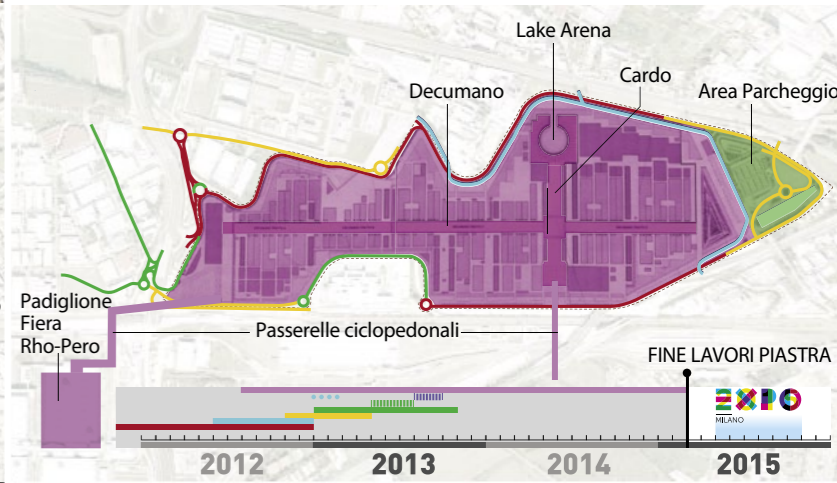 Lake Arena
Cardo
Decumano
Area Parcheggio
Padiglione
Fiera
Rho-Pero
Passerelle ciclopedonali
FINE LAVORI PIASTRA
EXPO
MILANO
2012
2013
2014
2015